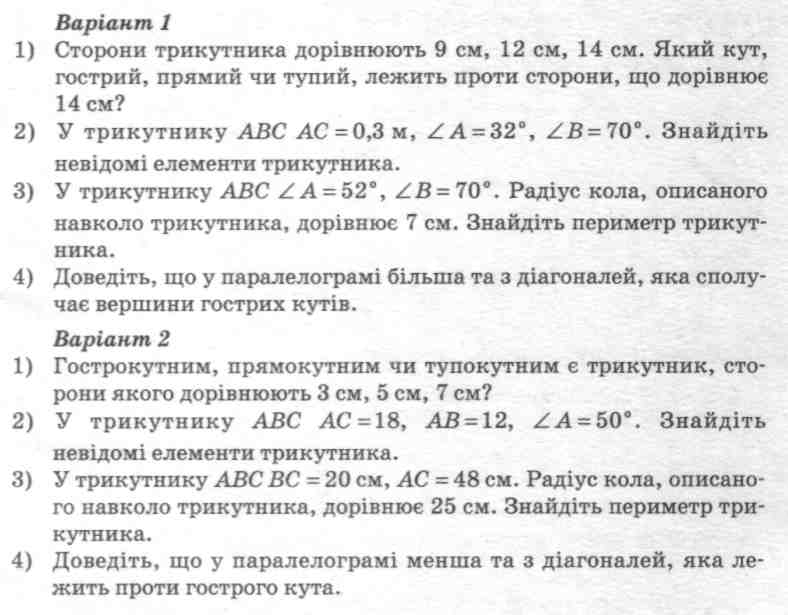 Варіант 1
1) Сторони трикутника дорівнюють 9 см, 12 см, 14 см. Який кут,
гострий, прямий чи тупий, лежить проти сторони, що дорівнює
14 см?
2) У трикутнику ABC AC = 0,3 м, ∠A = 32°, ∠B = 70°. Знайдіть
невідомі елементи трикутника.
3) У трикутнику ABC ∠A = 52°, ∠B = 70°. Радіус кола, описаного
навколо трикутника, дорівнює 7 см. Знайдіть периметр трикут-
ника.
4) Доведіть, що у паралелограмі більша та з діагоналей, яка сполу-
чає вершини гострих кутів.
Варіант 2
1) Гострокутним, прямокутним чи тупокутним є трикутник, сто-
рони якого дорівнюють 3 см, 5 см, 7 см?
2) У трикутнику ABC AC = 18, AB = 12, ∠A = 50°. Знайдіть
невідомі елементи трикутника.
3) У трикутнику ABC BC = 20 см, AC = 48 см. Радіус кола, описано-
го навколо трикутника, дорівнює 25 см. Знайдіть периметр три-
кутника.
4) Доведіть, що у паралелограмі менша та з діагоналей, яка ле-
жить проти гострого кута.